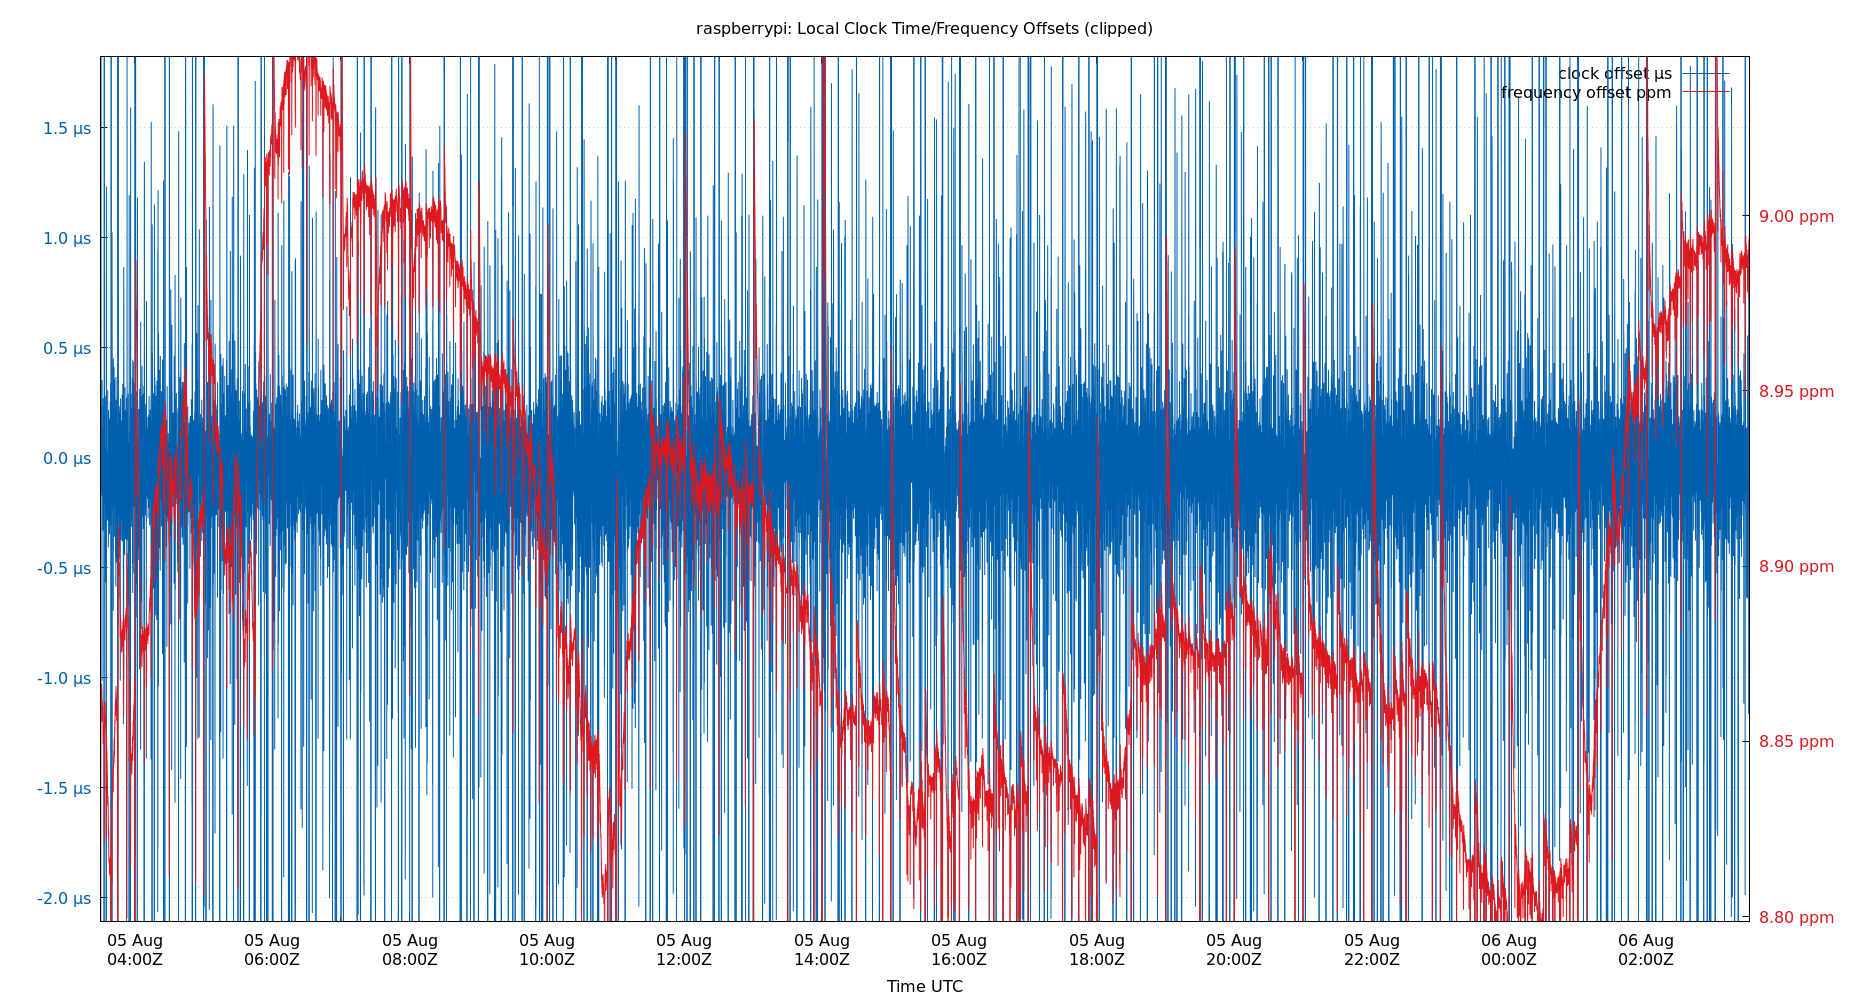 raspberrypi: Local Clock Time/Frequency Offsets (clipped)
clock offset µs
frequency offset ppm
1.5 µs
1.0 µs
0.5 µs
0.0 µs
-0.5 µs
-1.0 µs
-1.5 µs
-2.0 µs
9.00 ppm
8.95 ppm
8.90 ppm
8.85 ppm
8.80 ppm
05 Aug 05 Aug 05 Aug 05 Aug 05 Aug 05 Aug 05 Aug 05 Aug 05 Aug 05 Aug 06 Aug 06 Aug
04:00Z 06:00Z 08:00Z 10:00Z 12:00Z 14:00Z 16:00Z 18:00Z 20:00Z 22:00Z 00:00Z 02:00Z
Time UTC